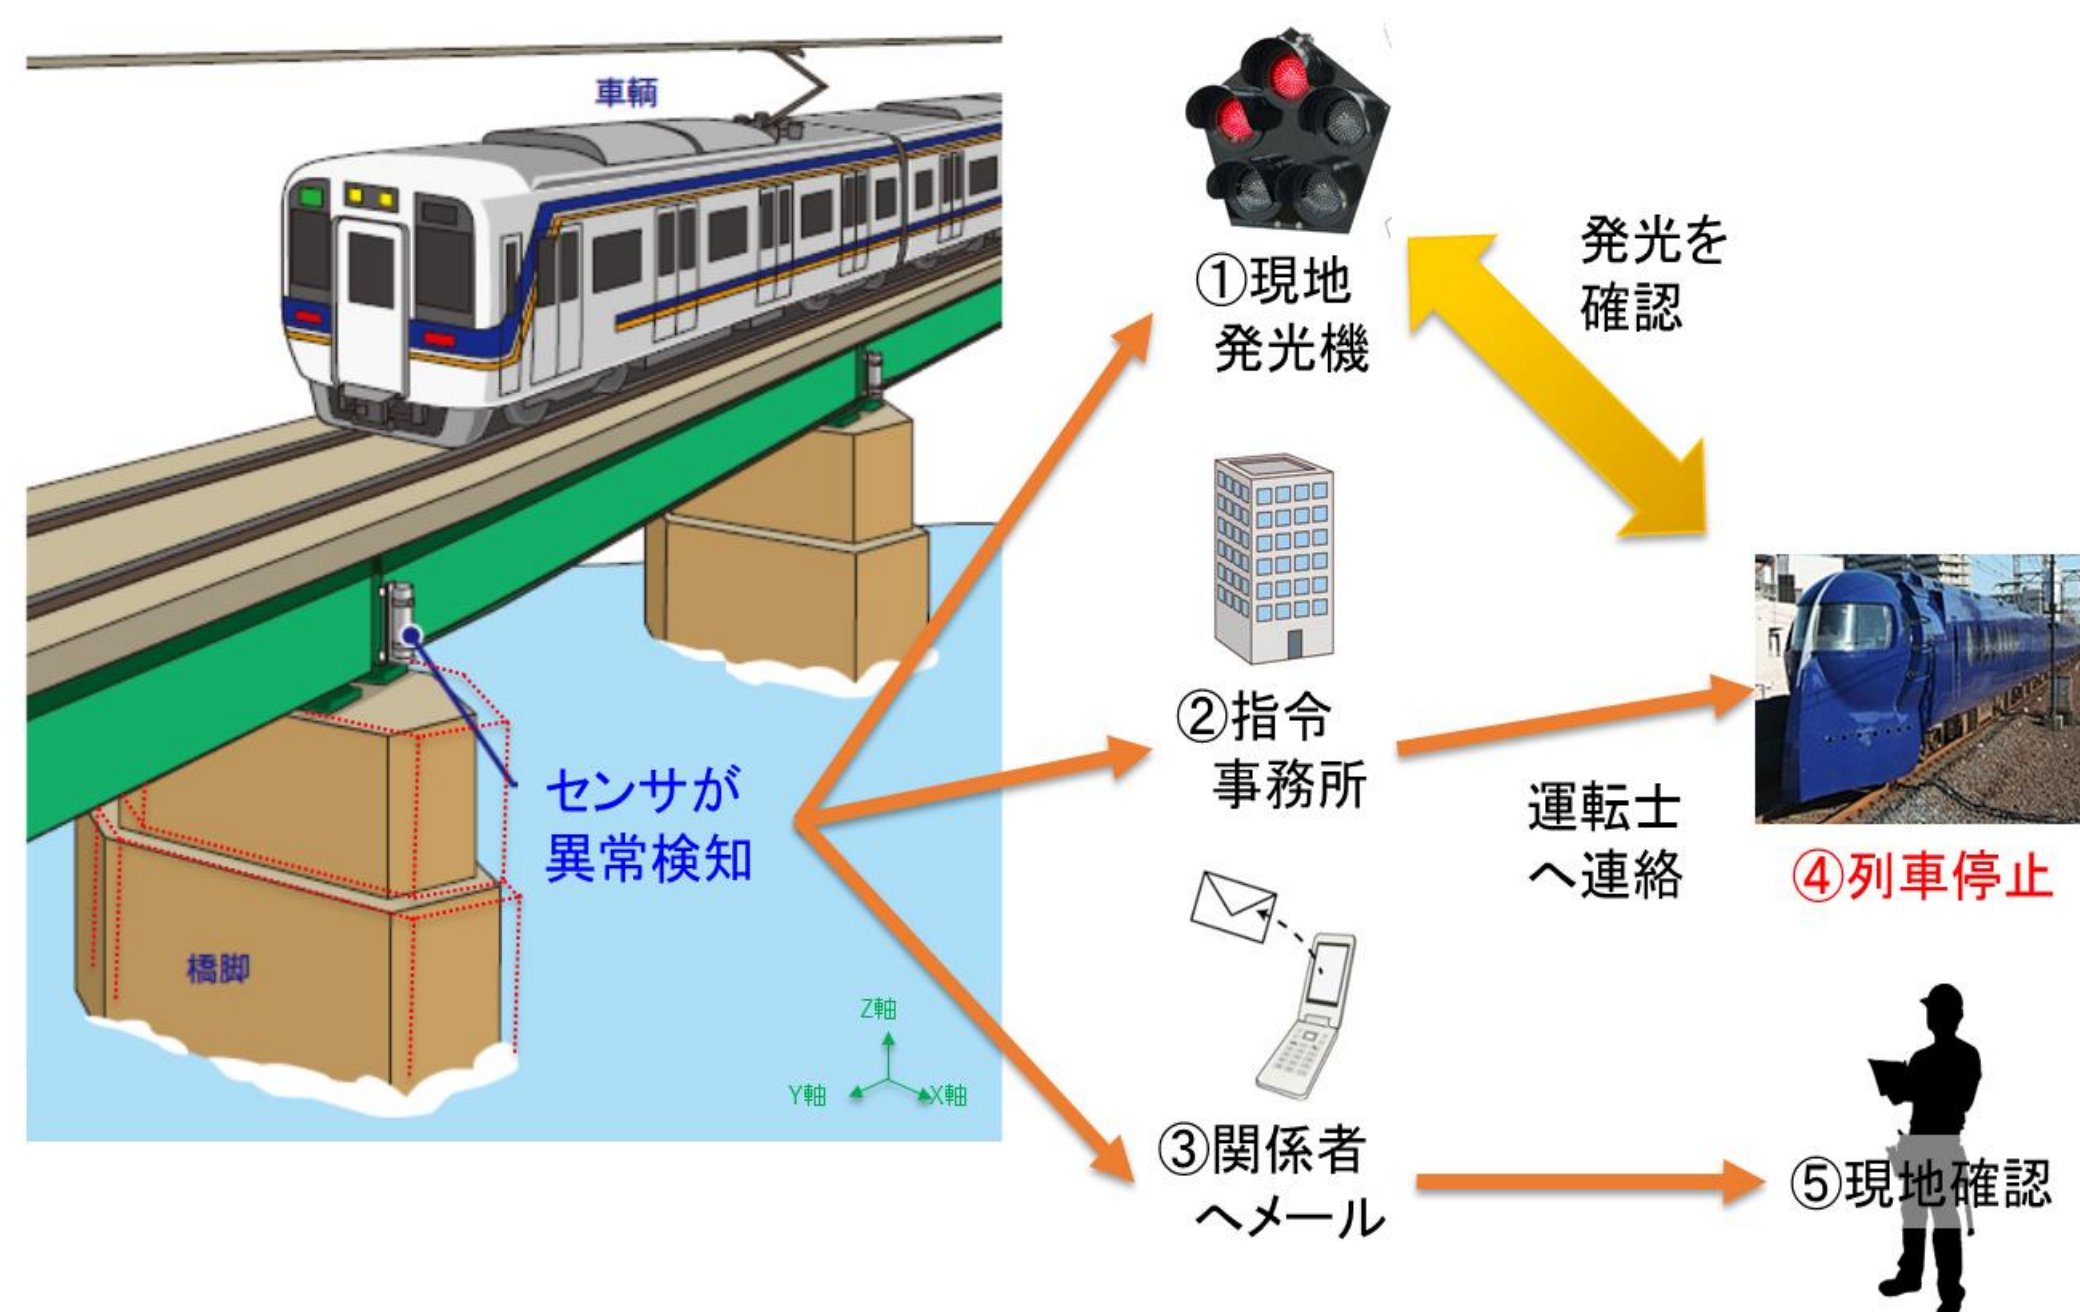 車輌
センサが
異常検知
橋脚
Z軸
Y軸
X軸
①現地
発光機
発光を
確認
②指令
事務所
運転士
へ連絡
④列車停止
③関係者
へメール
⑤現地確認